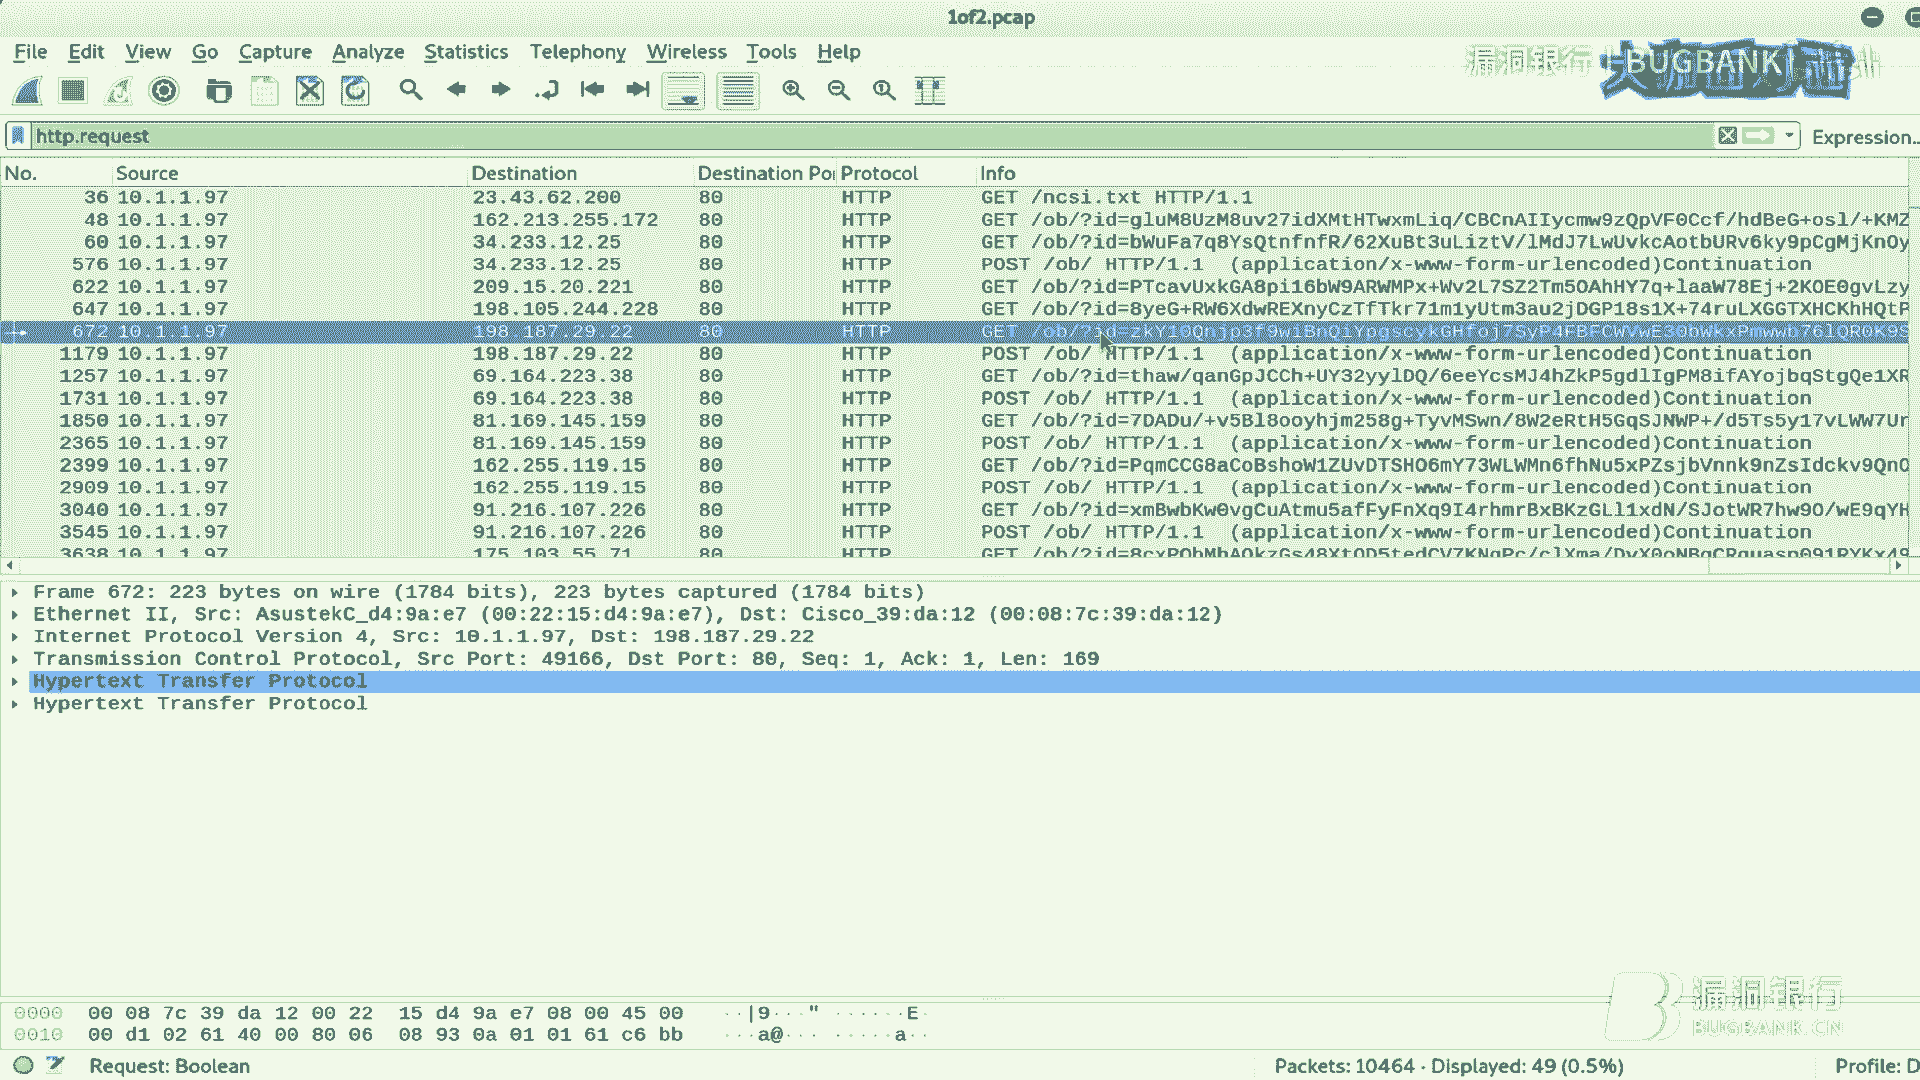 1of2.pcap
File Edit View Go Capture Analyze Statistics Telephony Wireless Tools Help
漏洞银行 BUGBANK
http.request
Expression...
No. Source Destination Destination Por Protocol Info
36 10.1.1.97 23.43.62.200 80 HTTP GET /ncsi.txt HTTP/1.1
48 10.1.1.97 162.213.255.172 80 HTTP GET /ob/?id=gluM8UzM8uv27idXMtHTwxmLiq/CBCnAIIycmw9zQpVF0Ccf/hdBeG+osl/+KMZ
60 10.1.1.97 34.233.12.25 80 HTTP GET /ob/?id=bWuFa7q8YsQtnfnfR/62XuBt3uLiztV/lMdJ7LwUvkcAotbURv6ky9pCgMjKnOy
576 10.1.1.97 34.233.12.25 80 HTTP POST /ob/ HTTP/1.1 (application/x-www-form-urlencoded)Continuation
622 10.1.1.97 209.15.20.221 80 HTTP GET /ob/?id=PTcavUxkGA8pi16bW9ARWMPx+Wv2L7SZ2Tm5OAhHY7q+laaW78Ej+2KOE0gvLzy
647 10.1.1.97 198.105.244.228 80 HTTP GET /ob/?id=8yeG+RW6XdwREXnyCzTfTkr71m1yUtm3au2jDGP18s1X+74ruLXGGTXHCKhHQtP
672 10.1.1.97 198.187.29.22 80 HTTP GET /ob/?id=zkY10Qnjp3f9wiBnQiYpgscykGHfoj7SyP4FBFCWVwE30bWkxPmwwb76lQR0K9S
1179 10.1.1.97 198.187.29.22 80 HTTP POST /ob/ HTTP/1.1 (application/x-www-form-urlencoded)Continuation
1257 10.1.1.97 69.164.223.38 80 HTTP GET /ob/?id=thaw/qanGpJCCh+UY32yylDQ/6eeYcsMJ4hZkP5gdlIgPM8ifAYojbqStgQe1XR
1731 10.1.1.97 69.164.223.38 80 HTTP POST /ob/ HTTP/1.1 (application/x-www-form-urlencoded)Continuation
1850 10.1.1.97 81.169.145.159 80 HTTP GET /ob/?id=7DADu/+v5Bl8ooyhjm258g+TyvMSwn/8W2eRtH5GqSJNWP+/d5Ts5y17vLWW7Ur
2365 10.1.1.97 81.169.145.159 80 HTTP POST /ob/ HTTP/1.1 (application/x-www-form-urlencoded)Continuation
2399 10.1.1.97 162.255.119.15 80 HTTP GET /ob/?id=PqmCCG8aCoBshoW1ZUvDTSHO6mY73WLWMn6fhNu5xPZsjbVnnk9nZsIdckv9QnO
2909 10.1.1.97 162.255.119.15 80 HTTP POST /ob/ HTTP/1.1 (application/x-www-form-urlencoded)Continuation
3040 10.1.1.97 91.216.107.226 80 HTTP GET /ob/?id=xmBwbKw0vgCuAtmu5afFyFnXq9I4rhmrBxBKzGLl1xdN/SJotWR7hw9O/wE9qYH
3545 10.1.1.97 91.216.107.226 80 HTTP POST /ob/ HTTP/1.1 (application/x-www-form-urlencoded)Continuation
3638 10.1.1.97 175.103.55.71 80 HTTP
Frame 672: 223 bytes on wire (1784 bits), 223 bytes captured (1784 bits)
Ethernet II, Src: AsustekC_d4:9a:e7 (00:22:15:d4:9a:e7), Dst: Cisco_39:da:12 (00:08:7c:39:da:12)
Internet Protocol Version 4, Src: 10.1.1.97, Dst: 198.187.29.22
Transmission Control Protocol, Src Port: 49166, Dst Port: 80, Seq: 1, Ack: 1, Len: 169
Hypertext Transfer Protocol
Hypertext Transfer Protocol
漏洞银行
BUGBANK.CN
0000 00 08 7c 39 da 12 00 22 15 d4 9a e7 08 00 45 00 ··|9···" ······E·
0010 00 d1 02 61 40 00 80 06 08 93 0a 01 01 61 c6 bb ···a@··· ·····a··
Request: Boolean
Packets: 10464 · Displayed: 49 (0.5%)
Profile: D